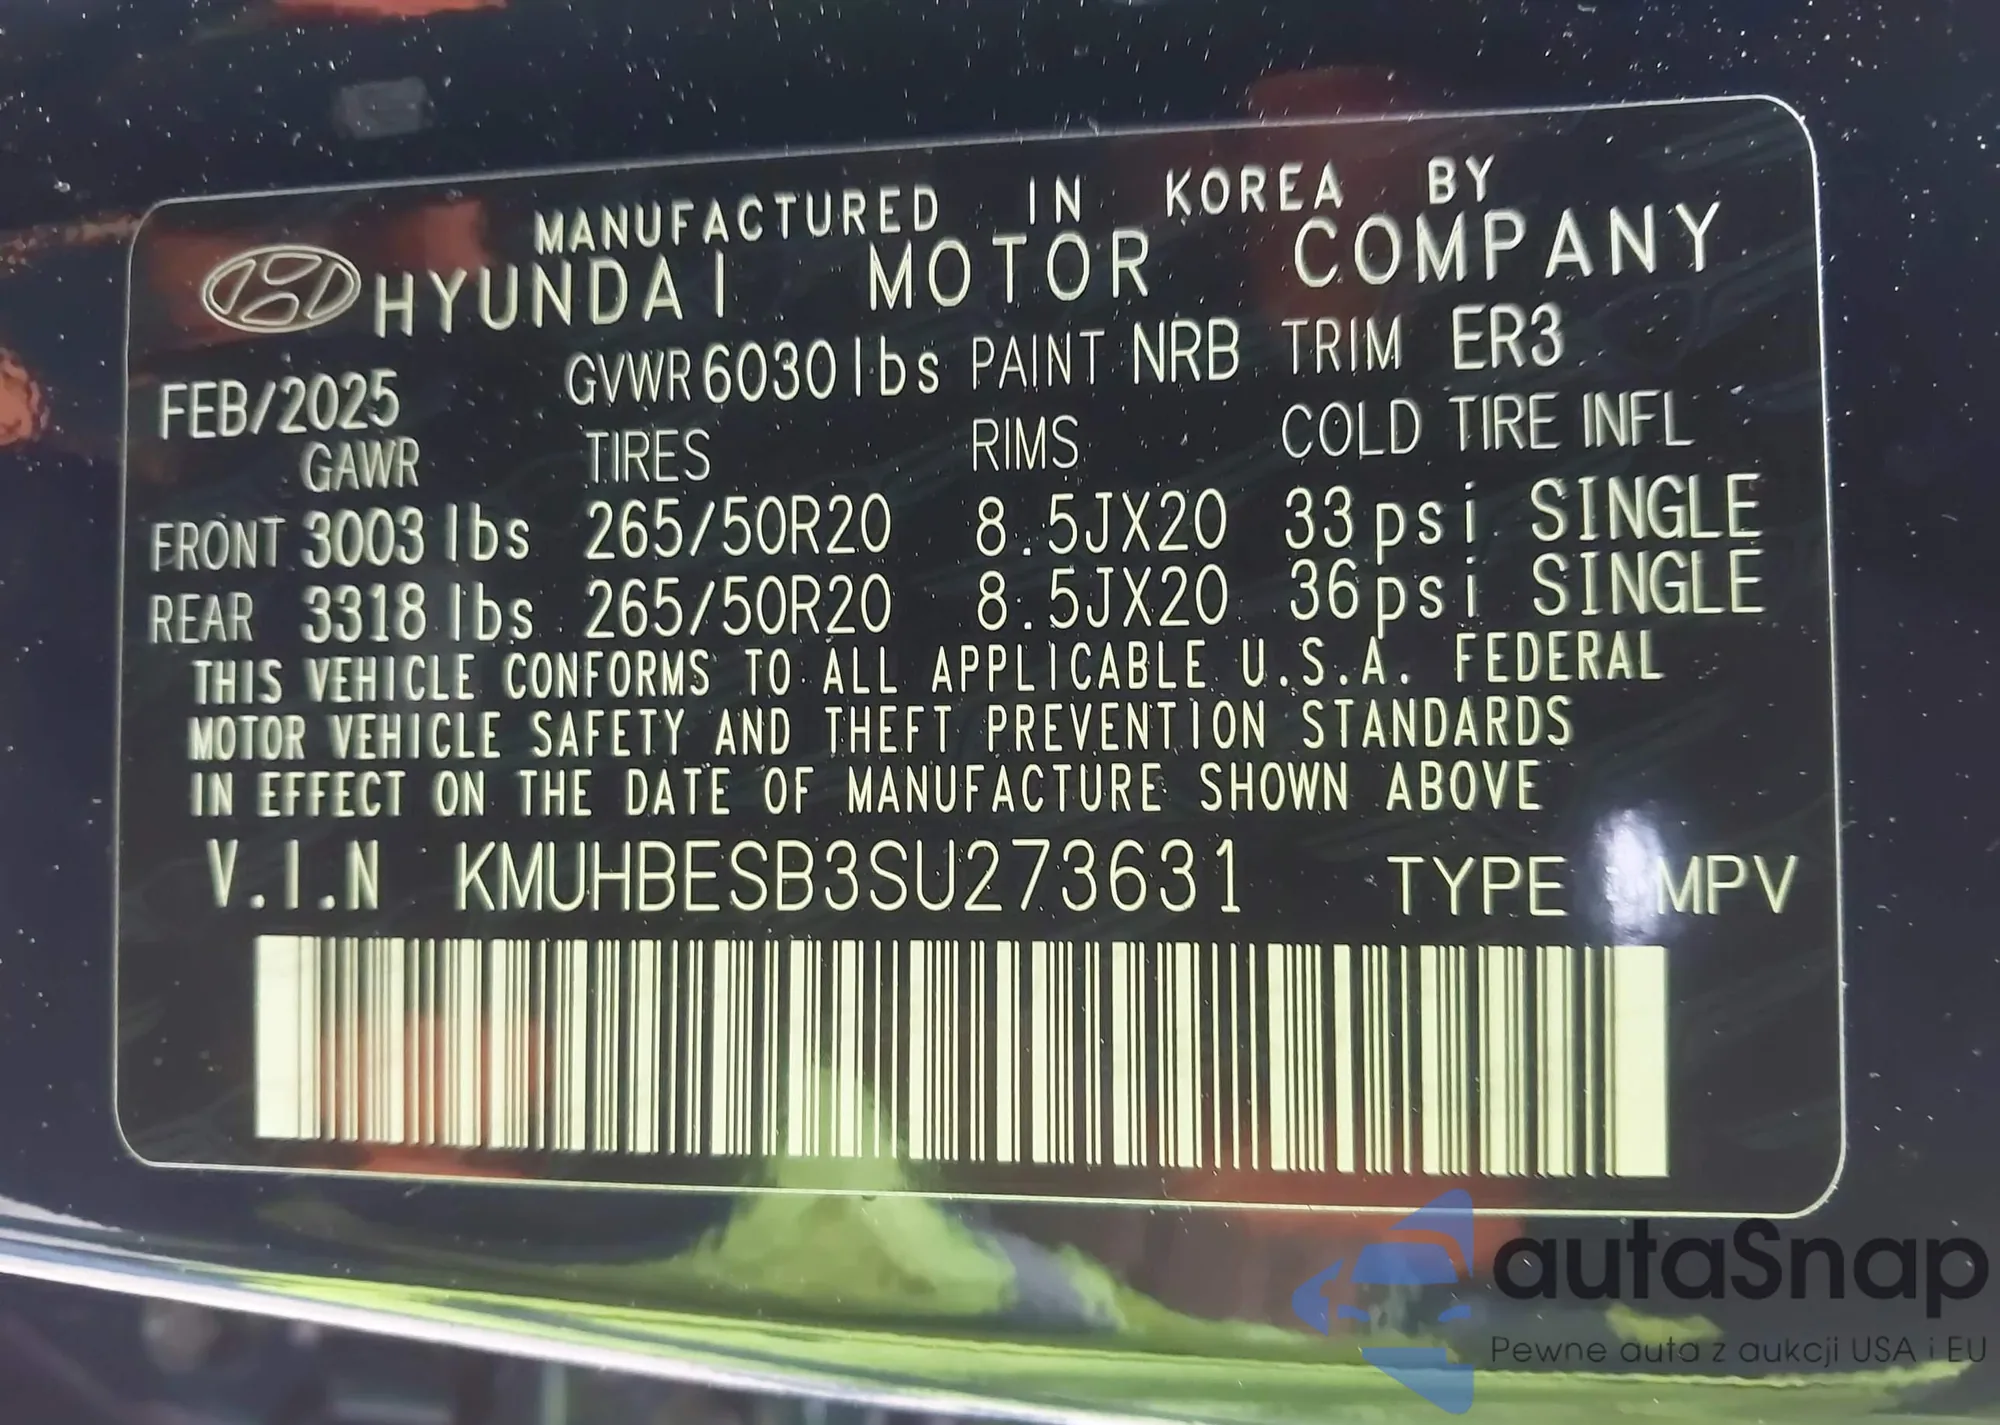 MANUFACTURED IN KOREA BY
HYUNDAI MOTOR COMPANY
FEB/2025 GVWR 6030 lbs PAINT NRB TRIM ER3
GAWR TIRES RIMS COLD TIRE INFL
FRONT 3003 lbs 265/50R20 8.5JX20 33 psi SINGLE
REAR 3318 lbs 265/50R20 8.5JX20 36 psi SINGLE
THIS VEHICLE CONFORMS TO ALL APPLICABLE U.S.A. FEDERAL
MOTOR VEHICLE SAFETY AND THEFT PREVENTION STANDARDS
IN EFFECT ON THE DATE OF MANUFACTURE SHOWN ABOVE
V.I.N KMUHBESB3SU273631 TYPE MPV
autaSnap
Pewne auta z aukcji USA i EU